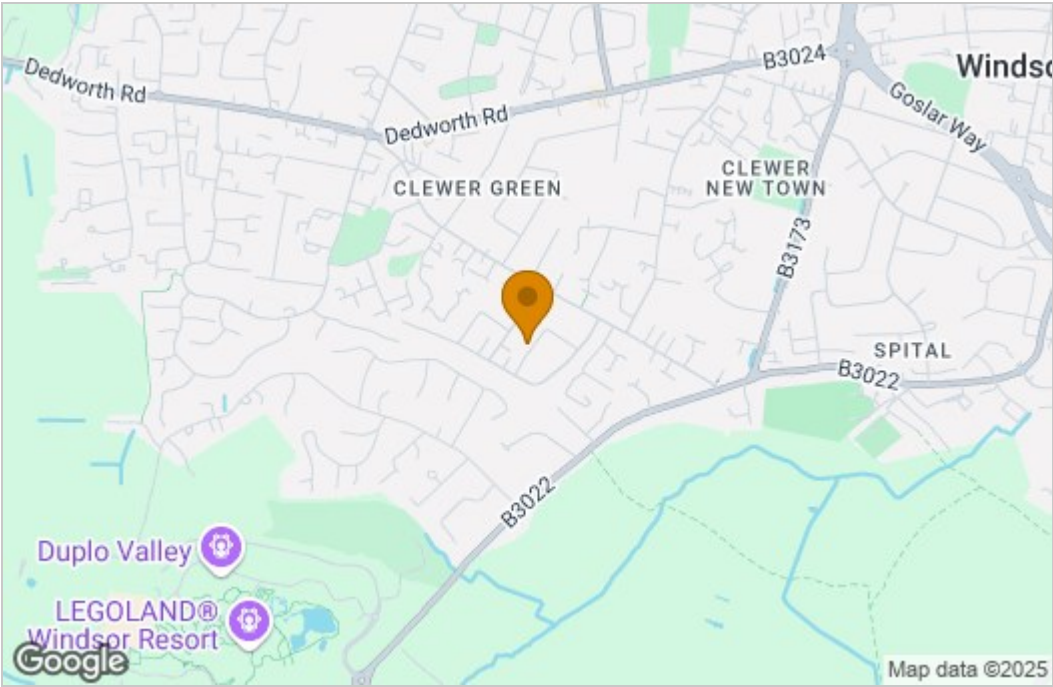 Dedworth Rd
B3024
Windso
Goslar Way
Dedworth Rd
CLEWER GREEN
CLEWER
NEW TOWN
B3173
SPITAL
B3022
B3022
Duplo Valley
LEGOLAND®
Windsor Resort
Google
Map data ©2025